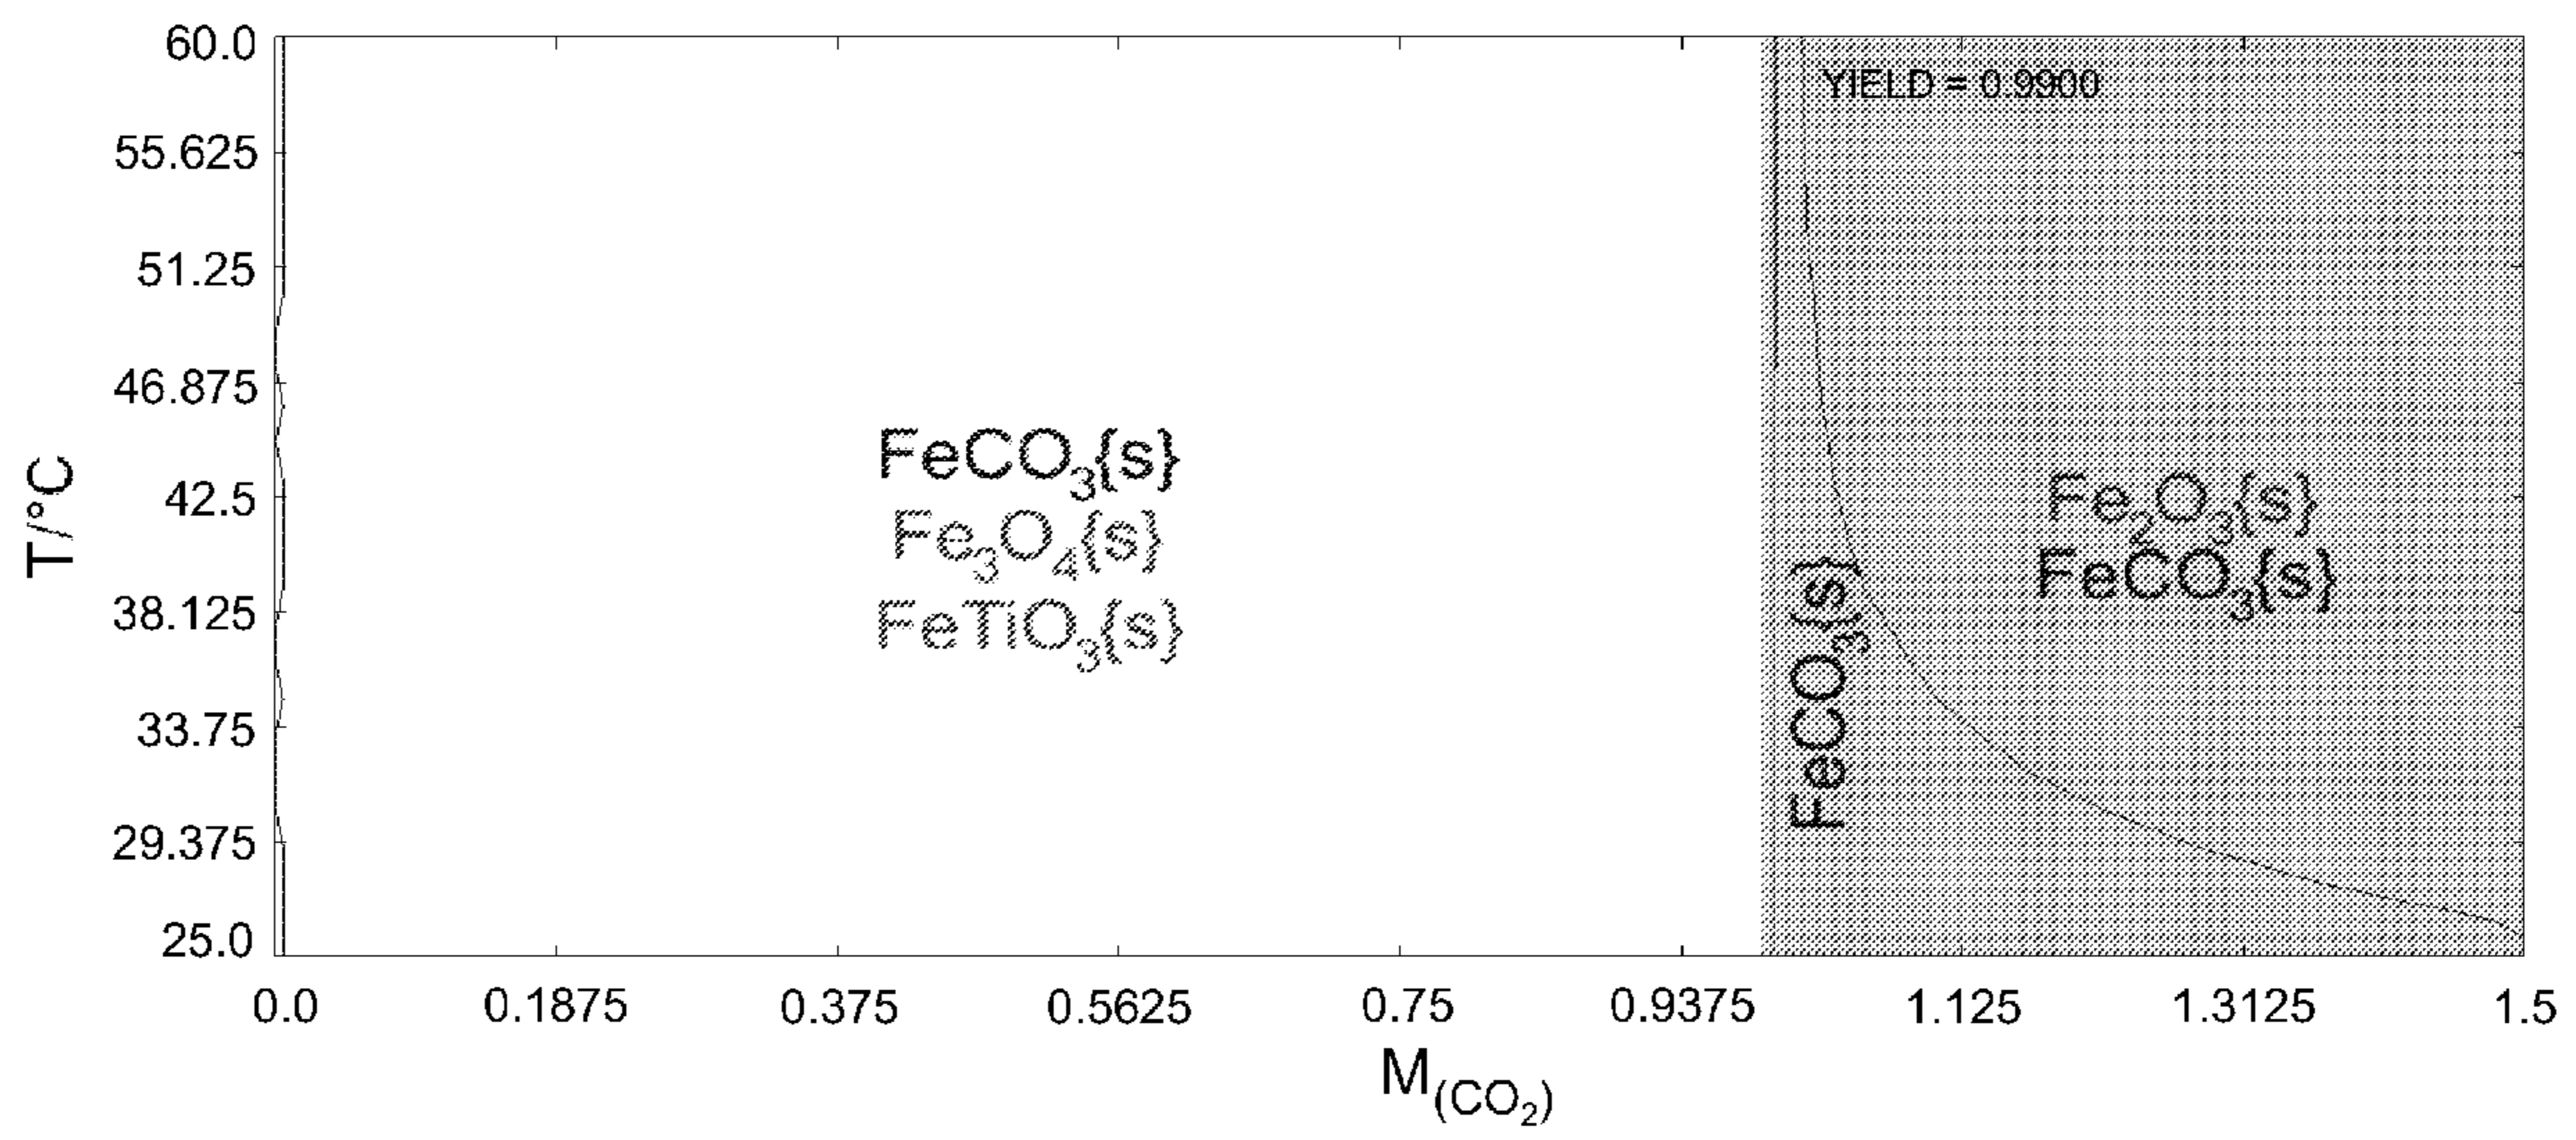 60.0
55.625
51.25
46.875
42.5
38.125
33.75
29.375
25.0
T/°C
YIELD = 0.9900
FeCO₃{s}
Fe₃O₄{s}
FeTiO₃{s}
FeCO₃{s}
Fe₂O₃{s}
FeCO₃{s}
0.0 0.1875 0.375 0.5625 0.75 0.9375 1.125 1.3125 1.5
M(CO₂)